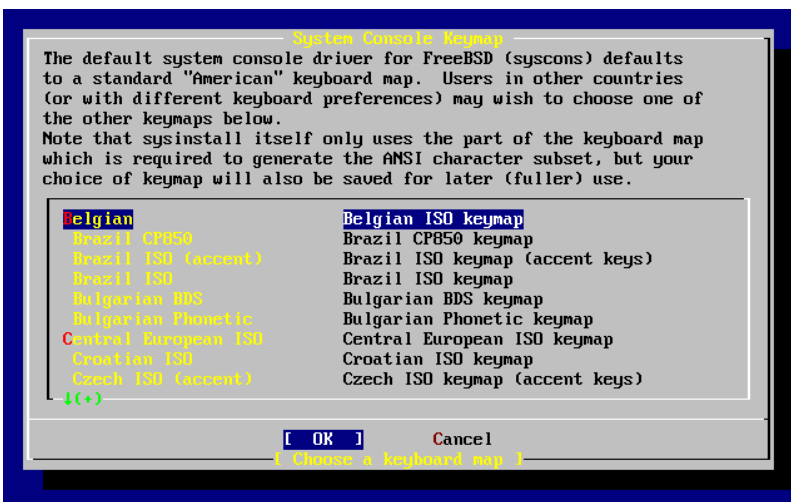 System Console Keymap
The default system console driver for FreeBSD (syscons) defaults
to a standard "American" keyboard map.  Users in other countries
(or with different keyboard preferences) may wish to choose one of
the other keymaps below.
Note that sysinstall itself only uses the part of the keyboard map
which is required to generate the ANSI character subset, but your
choice of keymap will also be saved for later (fuller) use.
Belgian Belgian ISO keymap
Brazil CP850 Brazil CP850 keymap
Brazil ISO (accent) Brazil ISO keymap (accent keys)
Brazil ISO Brazil ISO keymap
Bulgarian BDS Bulgarian BDS keymap
Bulgarian Phonetic Bulgarian Phonetic keymap
Central European ISO Central European ISO keymap
Croatian ISO Croatian ISO keymap
Czech ISO (accent) Czech ISO keymap (accent keys)
↓(+)
[ OK ] Cancel
[ Choose a keyboard map ]